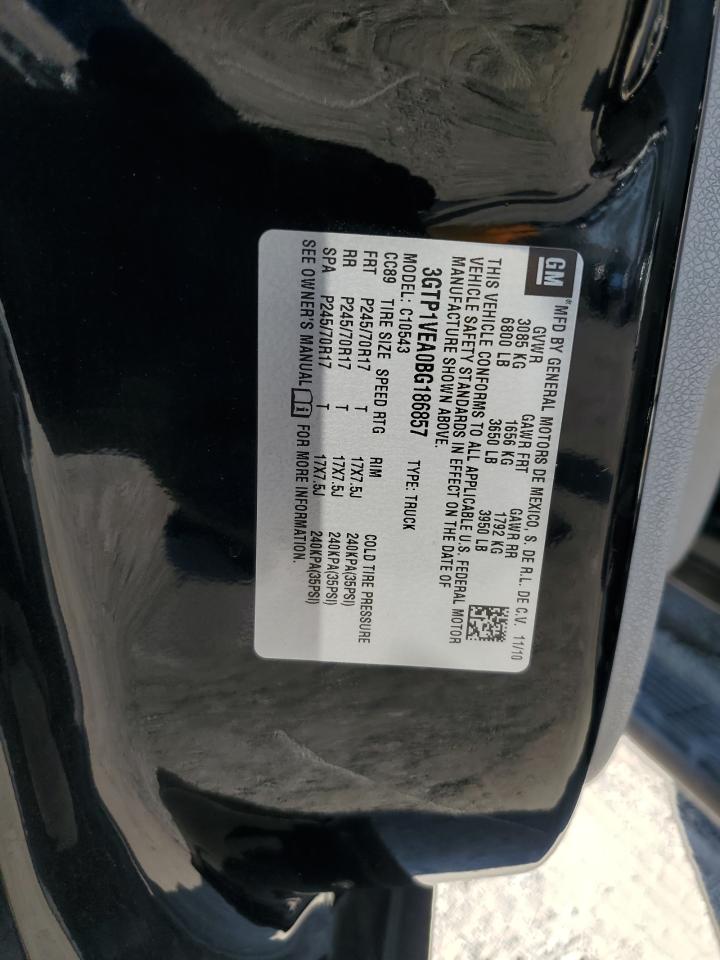 GM ® MFD BY GENERAL MOTORS DE MEXICO, S. DE R.L. DE C.V. 11/10
GVWR GAWR FRT GAWR RR
3085 KG 1656 KG 1792 KG
6800 LB 3650 LB 3950 LB
THIS VEHICLE CONFORMS TO ALL APPLICABLE U.S. FEDERAL MOTOR
VEHICLE SAFETY STANDARDS IN EFFECT ON THE DATE OF
MANUFACTURE SHOWN ABOVE.
3GTP1VEA0BG186857 TYPE: TRUCK
MODEL: C10543
CC89 TIRE SIZE SPEED RTG RIM COLD TIRE PRESSURE
FRT P245/70R17 T 17X7.5J 240KPA(35PSI)
RR P245/70R17 T 17X7.5J 240KPA(35PSI)
SPA P245/70R17 T 17X7.5J 240KPA(35PSI)
SEE OWNER'S MANUAL i FOR MORE INFORMATION.